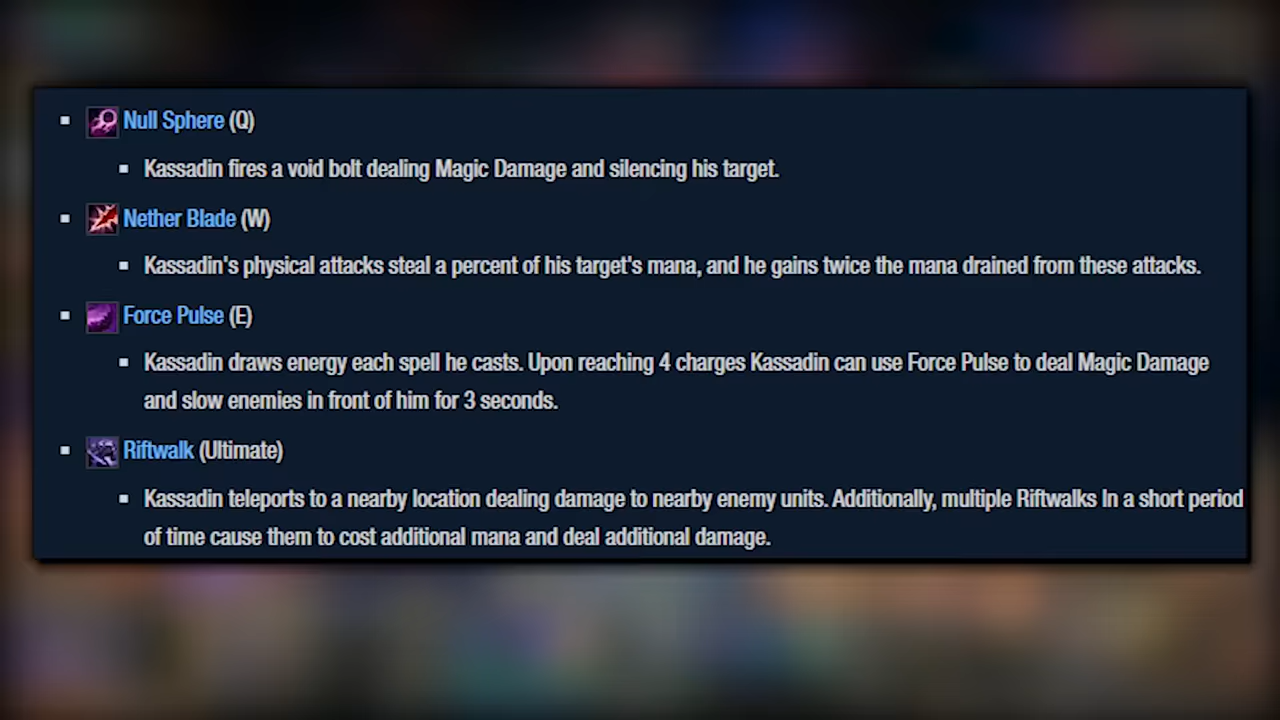 Null Sphere (Q)
Kassadin fires a void bolt dealing Magic Damage and silencing his target.
Nether Blade (W)
Kassadin's physical attacks steal a percent of his target's mana, and he gains twice the mana drained from these attacks.
Force Pulse (E)
Kassadin draws energy each spell he casts. Upon reaching 4 charges Kassadin can use Force Pulse to deal Magic Damage
and slow enemies in front of him for 3 seconds.
Riftwalk (Ultimate)
Kassadin teleports to a nearby location dealing damage to nearby enemy units. Additionally, multiple Riftwalks In a short period
of time cause them to cost additional mana and deal additional damage.